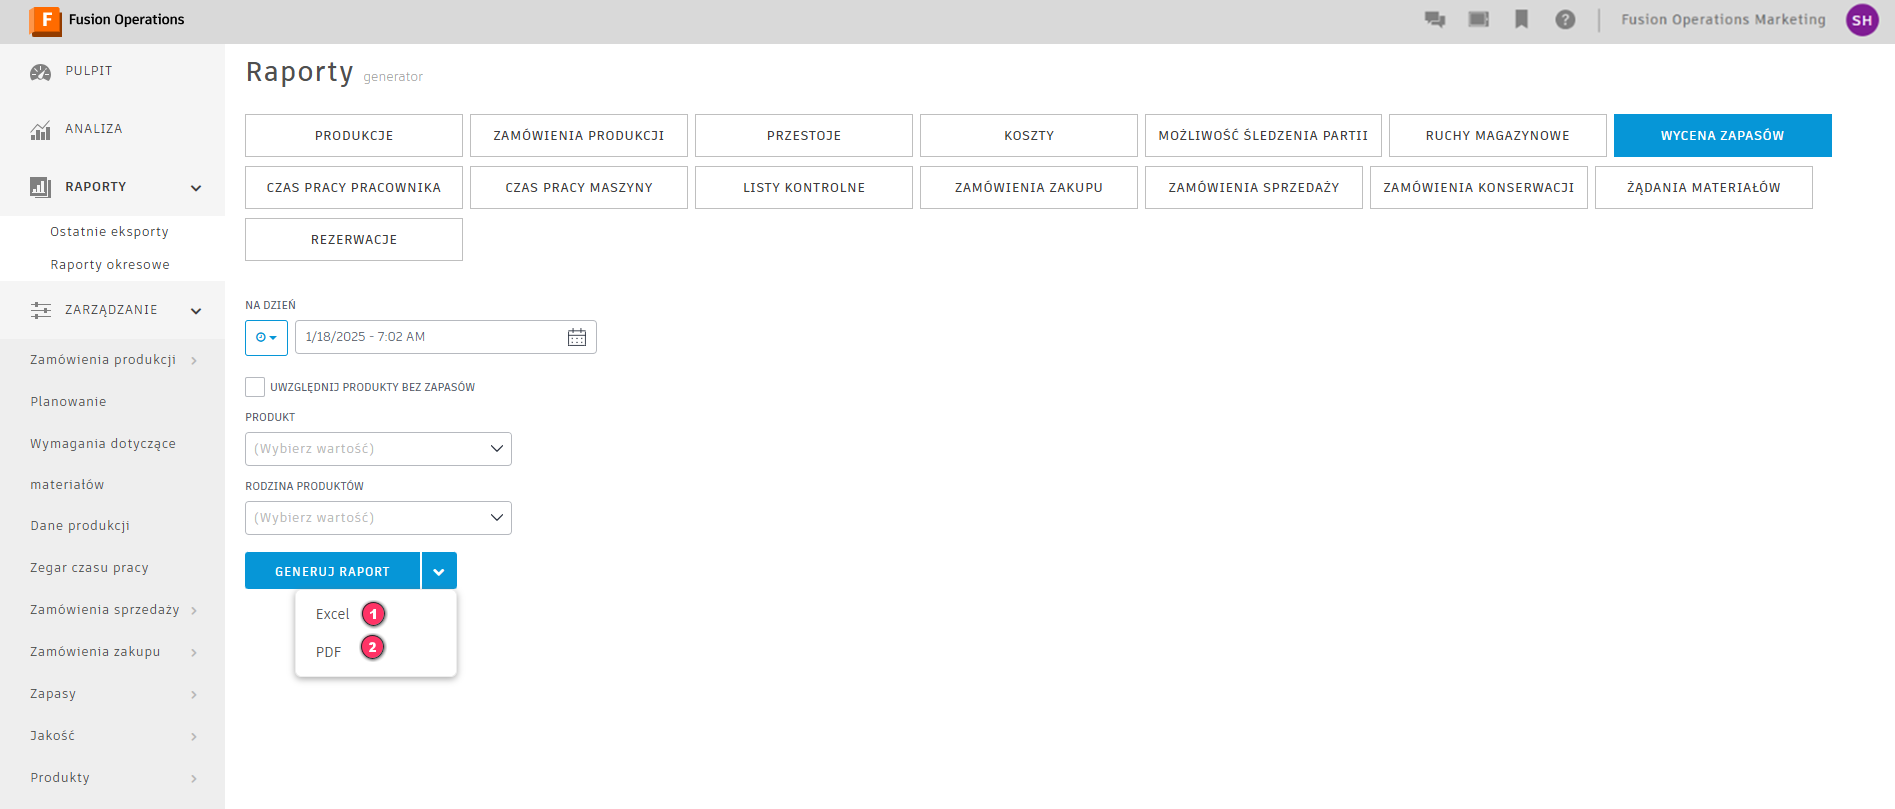 F Fusion Operations
Fusion Operations Marketing SH
PULPIT
ANALIZA
RAPORTY
Ostatnie eksporty
Raporty okresowe
ZARZĄDZANIE
Zamówienia produkcji
Planowanie
Wymagania dotyczące
materiałów
Dane produkcji
Zegar czasu pracy
Zamówienia sprzedaży
Zamówienia zakupu
Zapasy
Jakość
Produkty
Raporty generator
PRODUKCJE ZAMÓWIENIA PRODUKCJI PRZESTOJE KOSZTY MOŻLIWOŚĆ ŚLEDZENIA PARTII RUCHY MAGAZYNOWE WYCENA ZAPASÓW
CZAS PRACY PRACOWNIKA CZAS PRACY MASZYNY LISTY KONTROLNE ZAMÓWIENIA ZAKUPU ZAMÓWIENIA SPRZEDAŻY ZAMÓWIENIA KONSERWACJI ŻĄDANIA MATERIAŁÓW
REZERWACJE
NA DZIEŃ
1/18/2025 - 7:02 AM
UWZGLĘDNIJ PRODUKTY BEZ ZAPASÓW
PRODUKT
(Wybierz wartość)
RODZINA PRODUKTÓW
(Wybierz wartość)
GENERUJ RAPORT
Excel 1
PDF 2